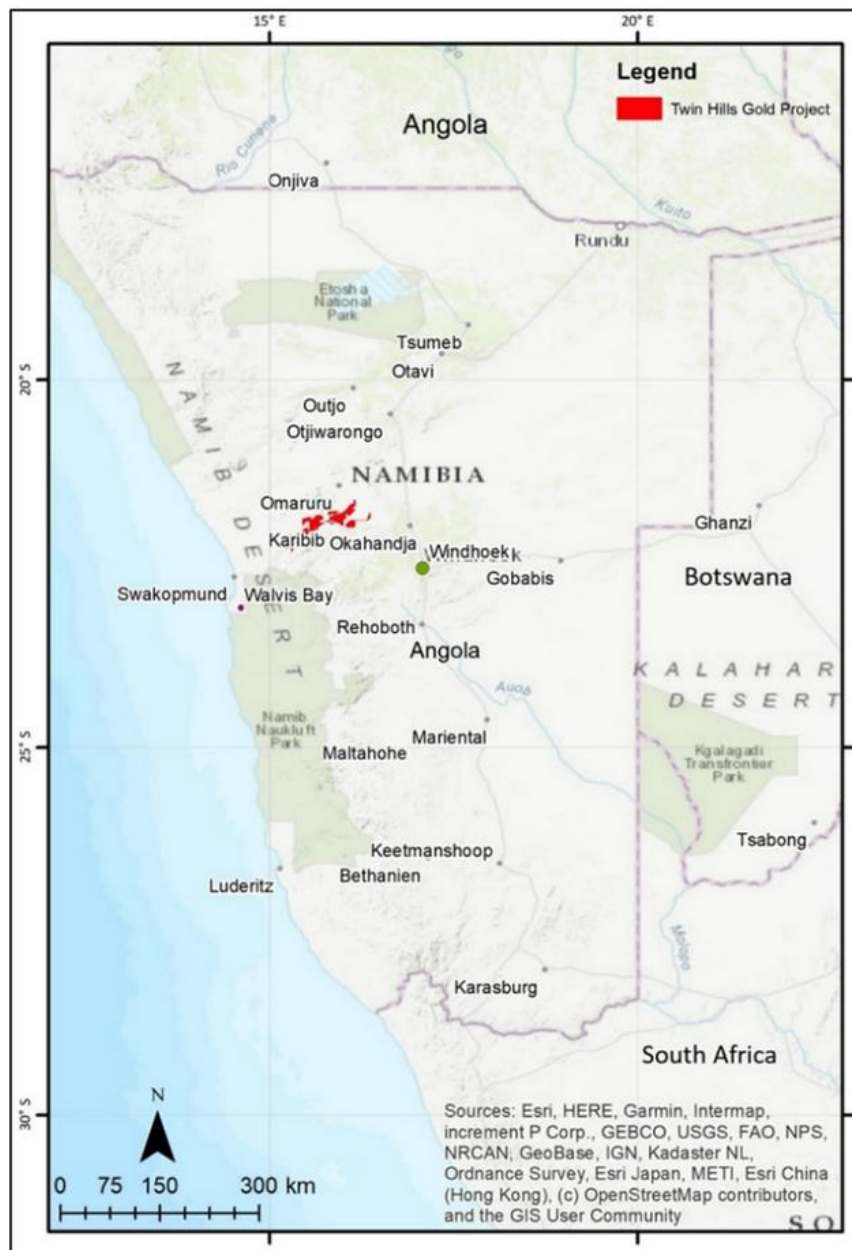 15° E
20° E
Legend
Twin Hills Gold Project
Angola
Rio Cunene
Onjiva
Kuito
Rundu
Etosha
National
Park
Tsumeb
20°S
Otavi
Outjo
Otjiwarongo
NAMIB DESERT
NAMIBIA
Omaruru
Ghanzi
Karibib
Okahandja
Windhoek
Gobabis
Botswana
Swakopmund
Walvis Bay
Rehoboth
Angola
KALAHAR
DESERT
Auob
Namib
Naukluft
Park
Mariental
25°S
Maltahohe
Kgalagadi
Transfrontier
Park
Tsabong
Keetmanshoop
Bethanien
Luderitz
Molopo
Karasburg
South Africa
N
30°S
Sources: Esri, HERE, Garmin, Intermap,
increment P Corp., GEBCO, USGS, FAO, NPS,
NRCAN, GeoBase, IGN, Kadaster NL,
Ordnance Survey, Esri Japan, METI, Esri China
(Hong Kong), (c) OpenStreetMap contributors,
and the GIS User Community
0 75 150 300 km
SO